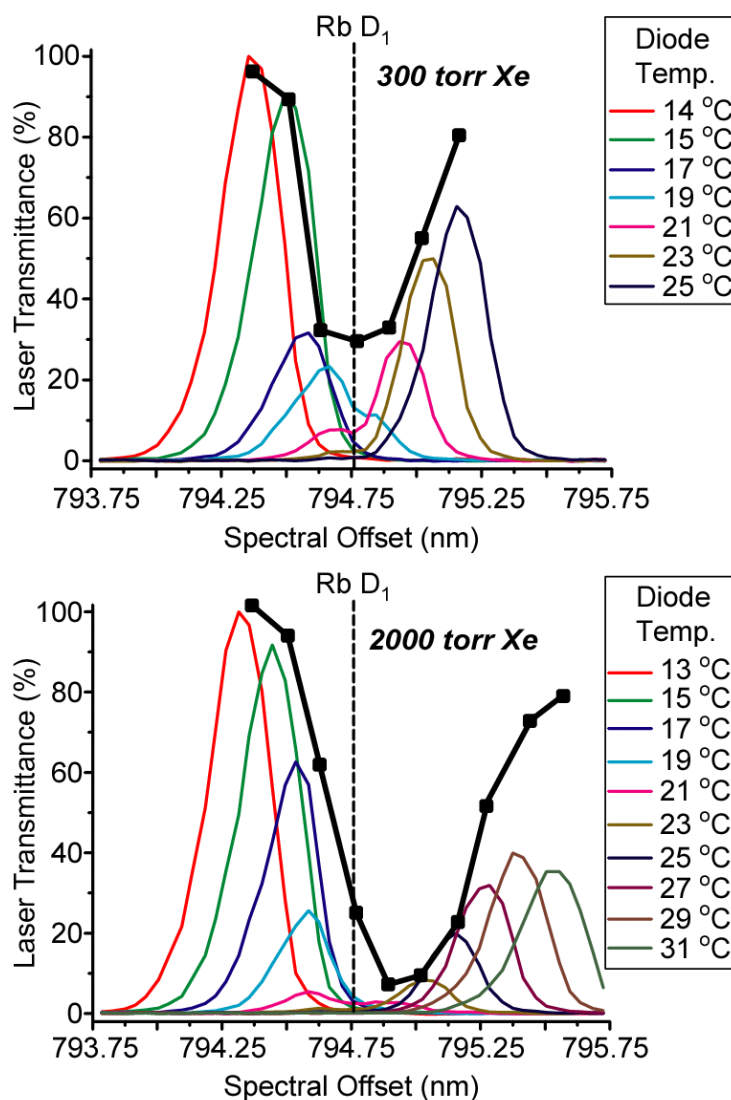 Rb D₁
300 torr Xe
Diode
Temp.
14 °C
15 °C
17 °C
19 °C
21 °C
23 °C
25 °C
Laser Transmittance (%)
100
80
60
40
20
0
793.75 794.25 794.75 795.25 795.75
Spectral Offset (nm)
Rb D₁
2000 torr Xe
Diode
Temp.
13 °C
15 °C
17 °C
19 °C
21 °C
23 °C
25 °C
27 °C
29 °C
31 °C
Laser Transmittance (%)
100
80
60
40
20
0
793.75 794.25 794.75 795.25 795.75
Spectral Offset (nm)